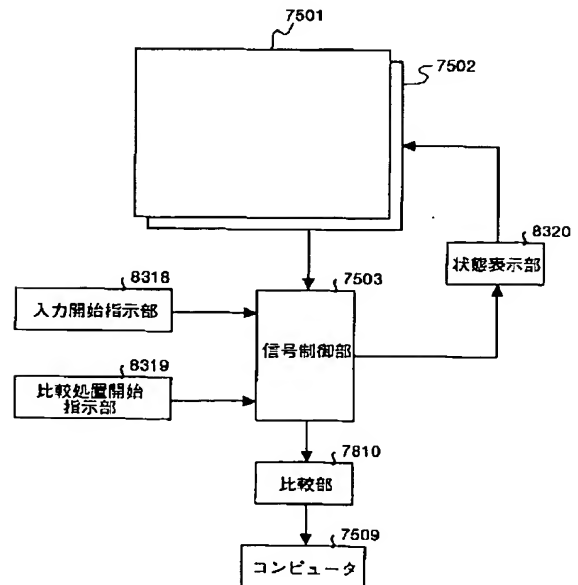 7501
7502
8320
状態表示部
8318
入力開始指示部
7503
信号制御部
8319
比較処置開始
指示部
7810
比較部
7509
コンピュータ